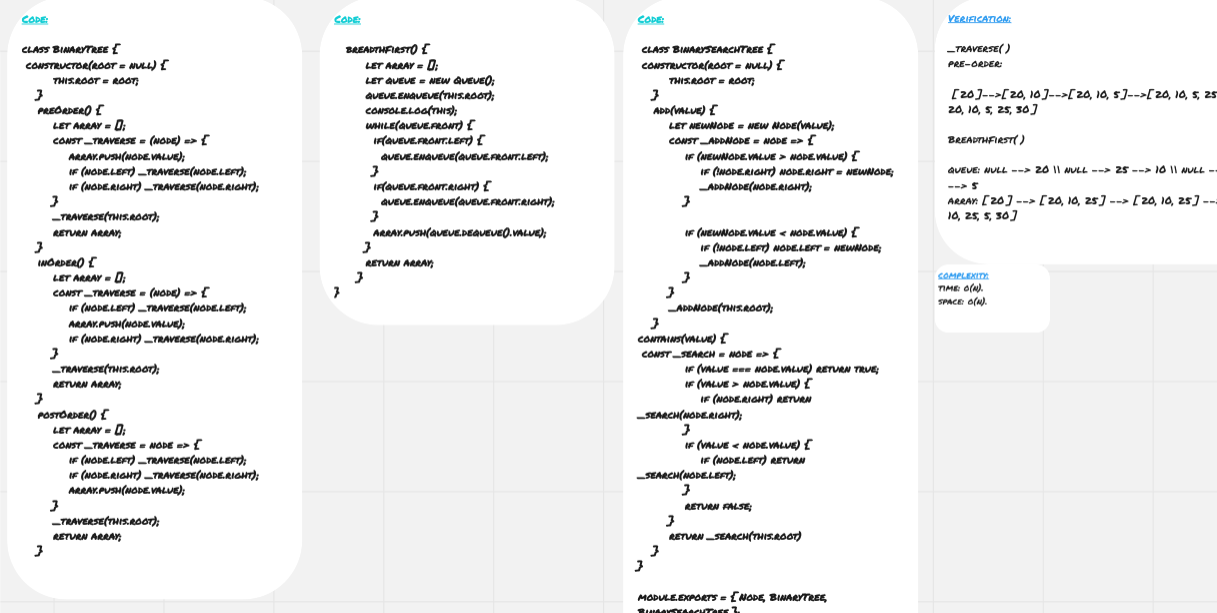 Code:
class BinaryTree {
constructor(root = null) {
this.root = root;
}
preOrder() {
let array = [];
const _traverse = (node) => {
array.push(node.value);
if (node.left) _traverse(node.left);
if (node.right) _traverse(node.right);
}
_traverse(this.root);
return array;
}
inOrder() {
let array = [];
const _traverse = (node) => {
if (node.left) _traverse(node.left);
array.push(node.value);
if (node.right) _traverse(node.right);
}
_traverse(this.root);
return array;
}
postOrder() {
let array = [];
const _traverse = node => {
if (node.left) _traverse(node.left);
if (node.right) _traverse(node.right);
array.push(node.value);
}
_traverse(this.root);
return array;
}
Code:
breadthFirst() {
let array = [];
let queue = new Queue();
queue.enqueue(this.root);
console.log(this);
while(queue.front) {
if(queue.front.left) {
queue.enqueue(queue.front.left);
}
if(queue.front.right) {
queue.enqueue(queue.front.right);
}
array.push(queue.dequeue().value);
}
return array;
}
}
Code:
class BinarySearchTree {
constructor(root = null) {
this.root = root;
}
add(value) {
let newNode = new Node(value);
const _addNode = node => {
if (newNode.value > node.value) {
if (!node.right) node.right = newNode;
_addNode(node.right);
}
if (newNode.value < node.value) {
if (!node.left) node.left = newNode;
_addNode(node.left);
}
}
_addNode(this.root);
}
contains(value) {
const _search = node => {
if (value === node.value) return true;
if (value > node.value) {
if (node.right) return
_search(node.right);
}
if (value < node.value) {
if (node.left) return
_search(node.left);
}
return false;
}
return _search(this.root)
}
}
module.exports = { Node, BinaryTree,
BinarySearchTree };
Verification:
_traverse( )
pre-order:
[ 20 ]-->[ 20, 10 ]-->[ 20, 10, 5 ]-->[ 20, 10, 5, 25
20, 10, 5, 25, 30 ]
breadthFirst( )
queue: null --> 20 \\ null --> 25 --> 10 \\ null --
--> 5
array: [ 20 ] --> [ 20, 10, 25 ] --> [ 20, 10, 25 ] --
10, 25, 5, 30 ]
Complexity:
time: O(n).
space: O(n).